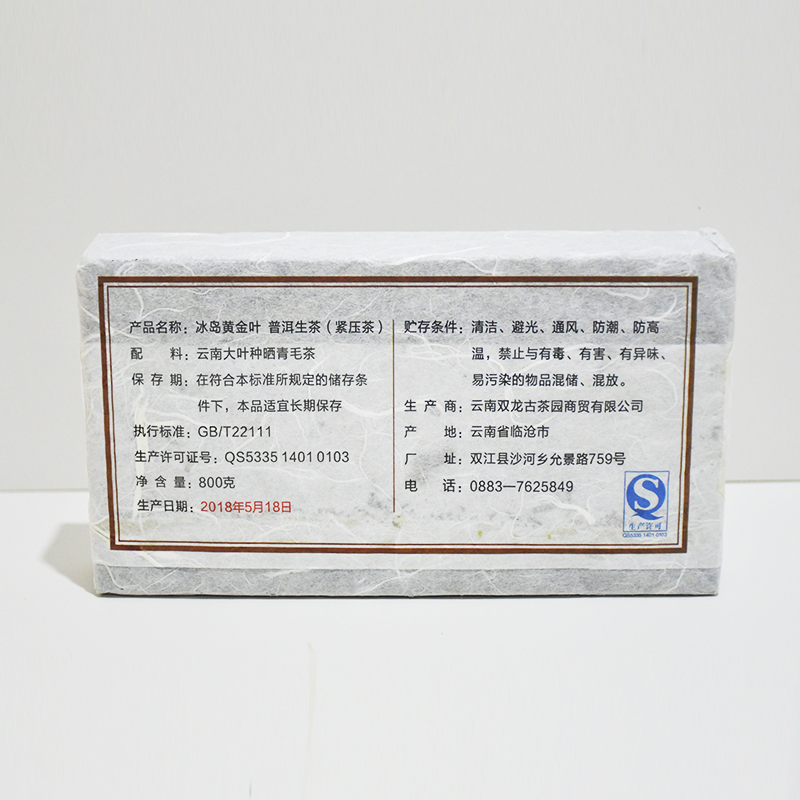 产品名称：冰岛黄金叶 普洱生茶（紧压茶）
配 料：云南大叶种晒青毛茶
保 存 期：在符合本标准所规定的储存条
件下，本品适宜长期保存
执行标准：GB/T22111
生产许可证号：QS5335 1401 0103
净 含 量：800克
生产日期：2018年5月18日
贮存条件：清洁、避光、通风、防潮、防高
温，禁止与有毒、有害、有异味、
易污染的物品混储、混放。
生 产 商：云南双龙古茶园商贸有限公司
产 地：云南省临沧市
厂 址：双江县沙河乡允景路759号
电 话：0883—7625849
生产许可
QS5335 1401 0103